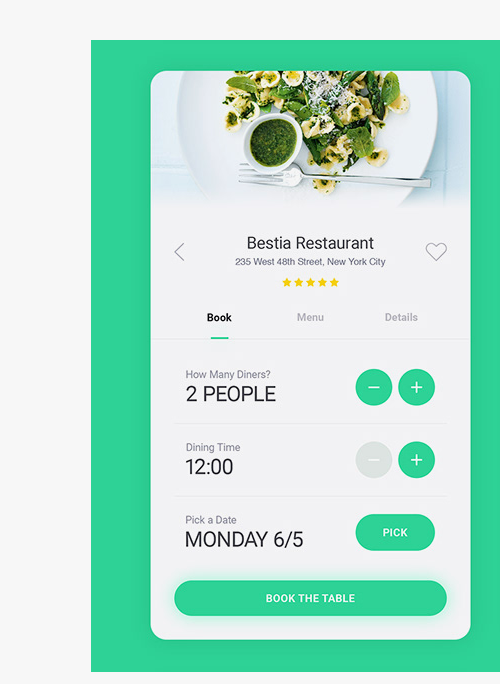 Bestia Restaurant
235 West 48th Street, New York City
Book Menu Details
How Many Diners?
2 PEOPLE
Dining Time
12:00
Pick a Date
MONDAY 6/5
PICK
BOOK THE TABLE